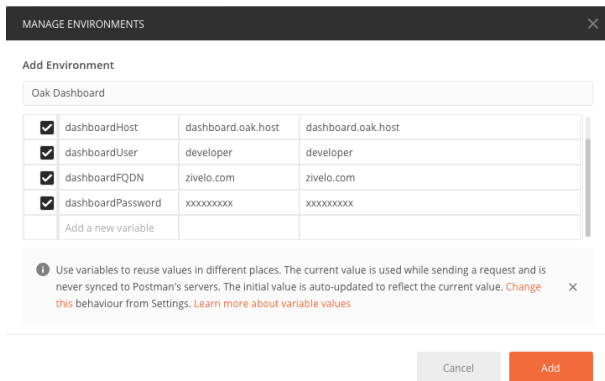 MANAGE ENVIRONMENTS
Add Environment
Oak Dashboard
dashboardHost dashboard.oak.host dashboard.oak.host
dashboardUser developer developer
dashboardFQDN zivelo.com zivelo.com
dashboardPassword xxxxxxxxx xxxxxxxxx
Add a new variable
Use variables to reuse values in different places. The current value is used while sending a request and is
never synced to Postman's servers. The initial value is auto-updated to reflect the current value. Change
this behaviour from Settings. Learn more about variable values
Cancel Add